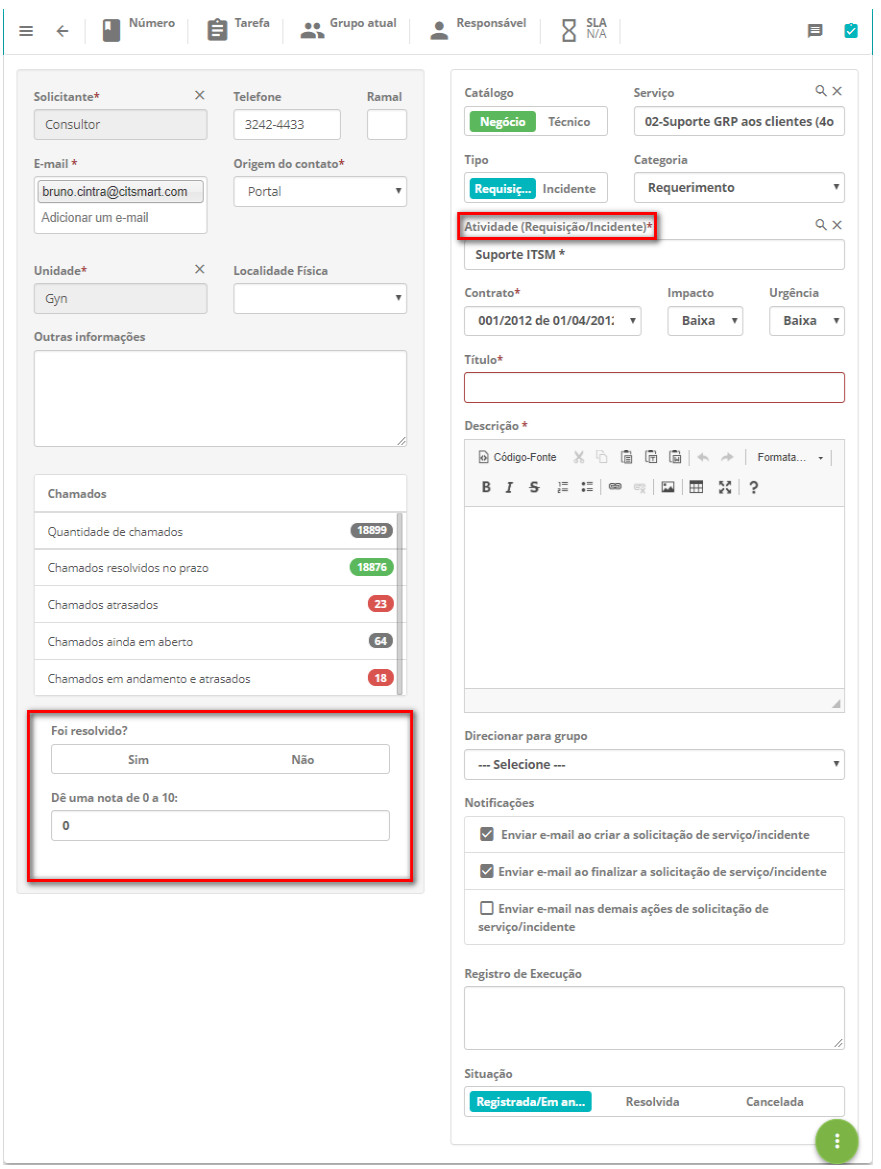 Número
Tarefa
Grupo atual
Responsável
SLA
N/A
Solicitante*
Telefone
Ramal
Consultor
3242-4433
E-mail *
Origem do contato*
bruno.cintra@citsmart.com
Portal
Adicionar um e-mail
Unidade*
Localidade Física
Gyn
Outras informações
Chamados
Quantidade de chamados 18899
Chamados resolvidos no prazo 18876
Chamados atrasados 23
Chamados ainda em aberto 64
Chamados em andamento e atrasados 18
Foi resolvido?
Sim Não
Dê uma nota de 0 a 10:
0
Catálogo
Serviço
Negócio Técnico
02-Suporte GRP aos clientes (4o
Tipo
Categoria
Requisiç... Incidente
Requerimento
Atividade (Requisição/Incidente)*
Suporte ITSM *
Contrato*
Impacto
Urgência
001/2012 de 01/04/2012
Baixa
Baixa
Título*
Descrição *
Código-Fonte
Formata...
B I S ?
Direcionar para grupo
--- Selecione ---
Notificações
Enviar e-mail ao criar a solicitação de serviço/incidente
Enviar e-mail ao finalizar a solicitação de serviço/incidente
Enviar e-mail nas demais ações de solicitação de
serviço/incidente
Registro de Execução
Situação
Registrada/Em an... Resolvida Cancelada